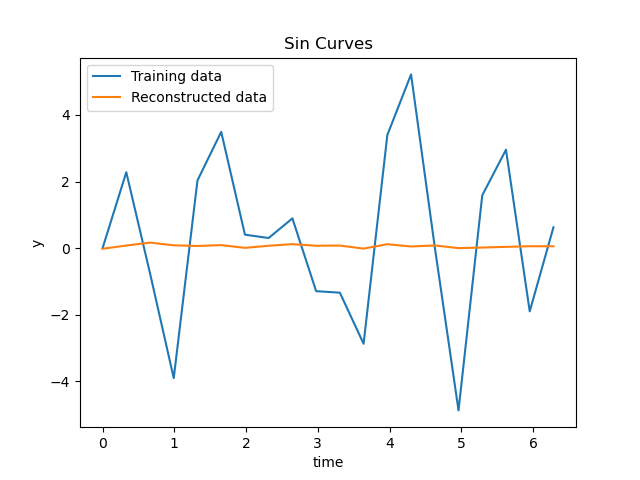 Sin Curves
Training data
Reconstructed data
4
2
0
−2
−4
y
0 1 2 3 4 5 6
time